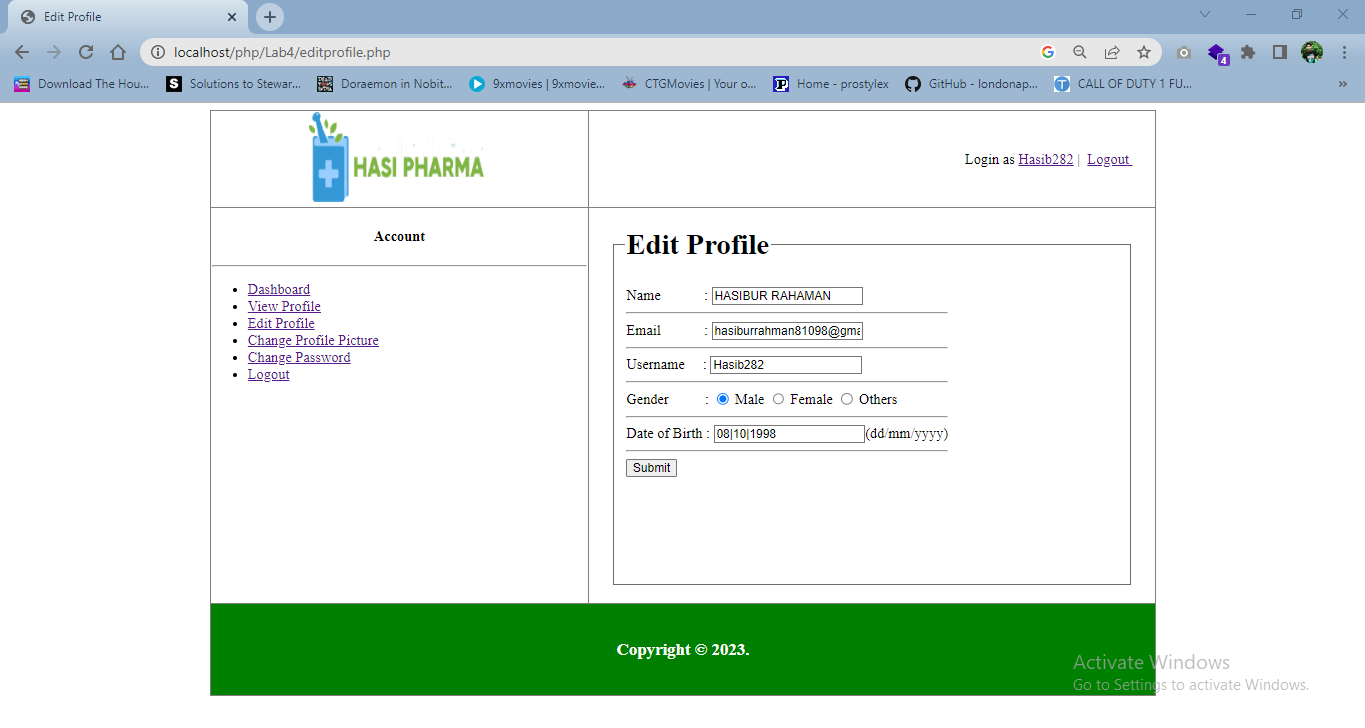 Edit Profile
localhost/php/Lab4/editprofile.php
4
Download The Hou...
Solutions to Stewar...
Doraemon in Nobit...
9xmovies | 9xmovie...
CTGMovies | Your o...
Home - prostylex
GitHub - londonap...
CALL OF DUTY 1 FU...
»
HASI PHARMA
Login as Hasib282 | Logout
Account
Dashboard
View Profile
Edit Profile
Change Profile Picture
Change Password
Logout
Edit Profile
Name : HASIBUR RAHAMAN
Email : hasiburrahman81098@gma
Username : Hasib282
Gender : Male Female Others
Date of Birth : 08|10|1998 (dd/mm/yyyy)
Submit
Copyright © 2023.
Activate Windows
Go to Settings to activate Windows.